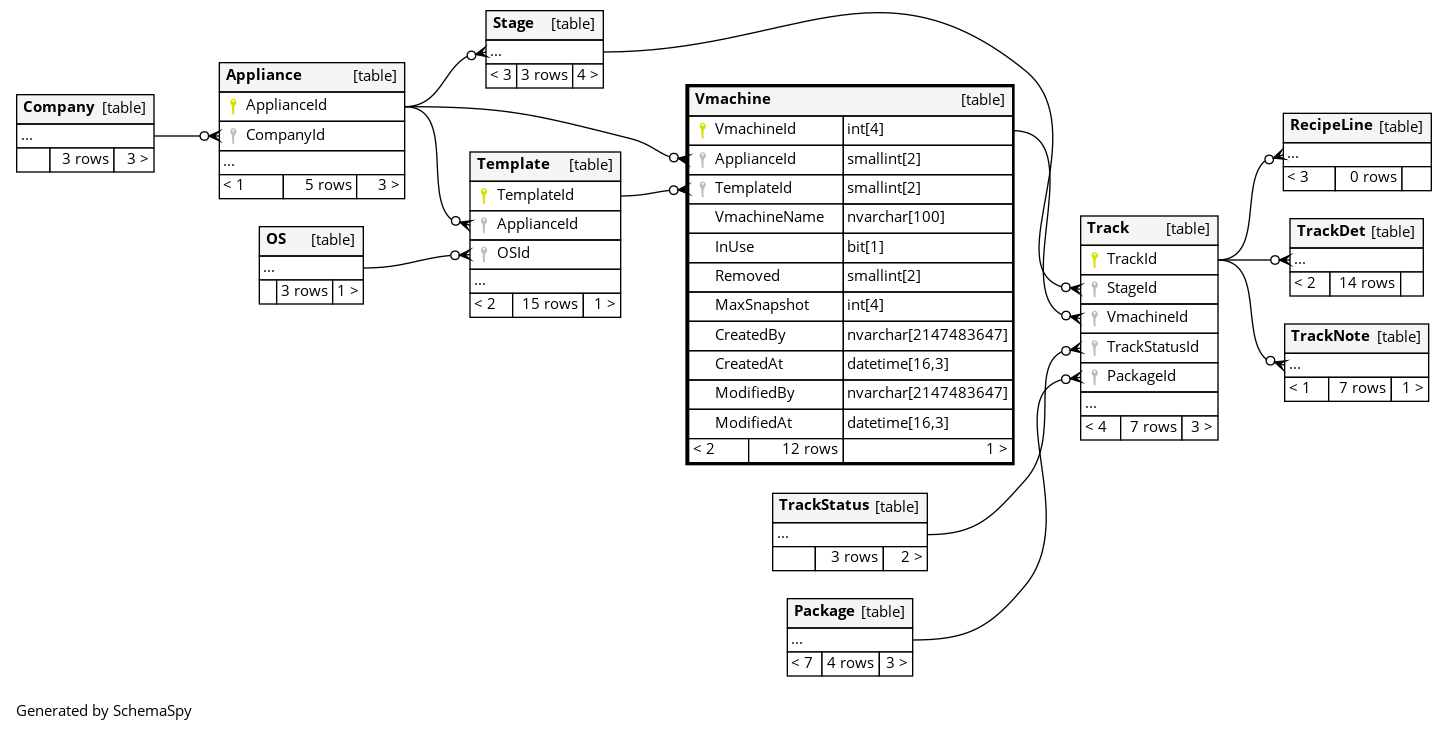 Stage [table]
...
< 3 3 rows 4 >
Appliance [table]
ApplianceId
CompanyId
...
< 1 5 rows 3 >
Company [table]
...
3 rows 3 >
Template [table]
TemplateId
ApplianceId
OSId
...
< 2 15 rows 1 >
OS [table]
...
3 rows 1 >
Vmachine [table]
VmachineId int[4]
ApplianceId smallint[2]
TemplateId smallint[2]
VmachineName nvarchar[100]
InUse bit[1]
Removed smallint[2]
MaxSnapshot int[4]
CreatedBy nvarchar[2147483647]
CreatedAt datetime[16,3]
ModifiedBy nvarchar[2147483647]
ModifiedAt datetime[16,3]
< 2 12 rows 1 >
Track [table]
TrackId
StageId
VmachineId
TrackStatusId
PackageId
...
< 4 7 rows 3 >
RecipeLine [table]
...
< 3 0 rows
TrackDet [table]
...
< 2 14 rows
TrackNote [table]
...
< 1 7 rows 1 >
TrackStatus [table]
...
3 rows 2 >
Package [table]
...
< 7 4 rows 3 >
Generated by SchemaSpy